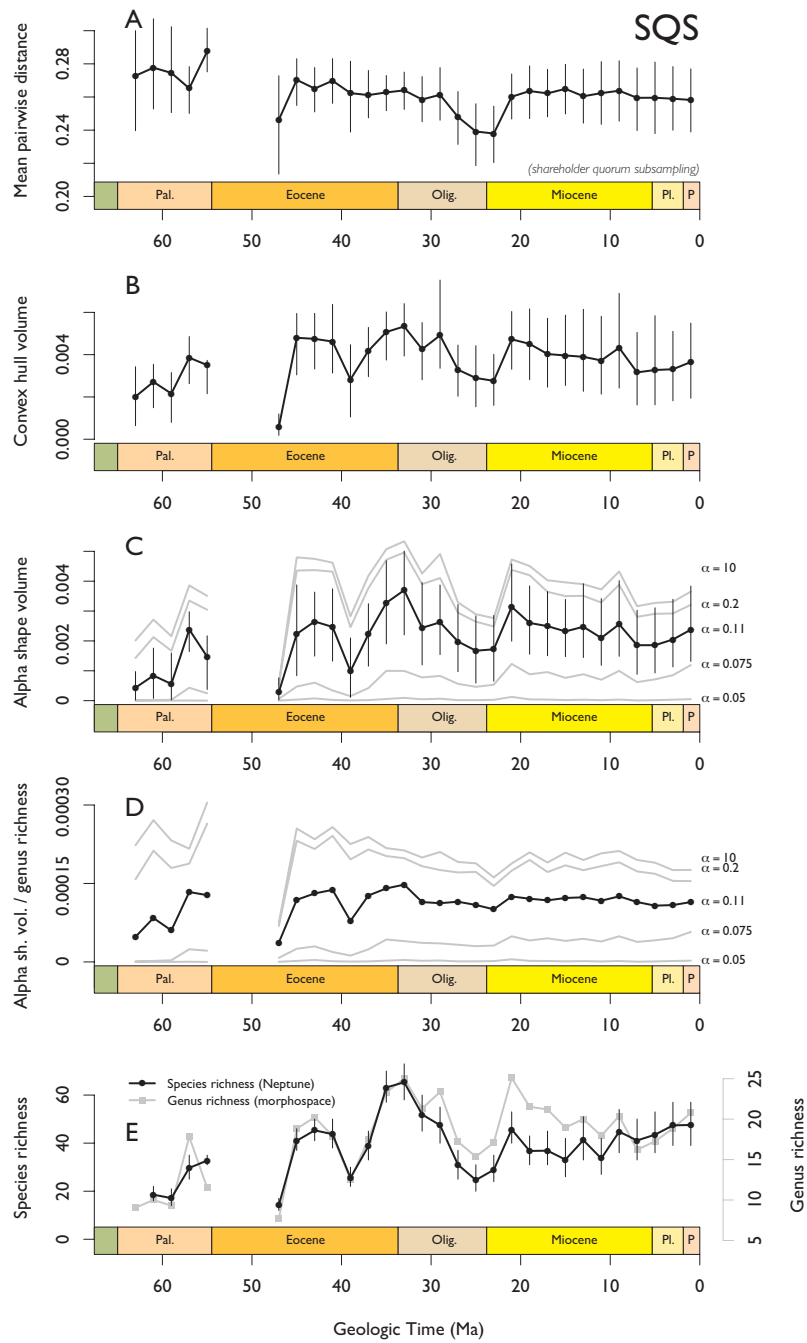 A
SQS
Mean pairwise distance
0.28
0.24
0.20
(shareholder quorum subsampling)
Pal.
Eocene
Olig.
Miocene
Pl.
P
60
50
40
30
20
10
0
B
Convex hull volume
0.004
0.000
Pal.
Eocene
Olig.
Miocene
Pl.
P
60
50
40
30
20
10
0
C
Alpha shape volume
0.004
0.002
0
α = 10
α = 0.2
α = 0.11
α = 0.075
α = 0.05
Pal.
Eocene
Olig.
Miocene
Pl.
P
60
50
40
30
20
10
0
D
Alpha sh. vol. / genus richness
0.00030
0.00015
0
α = 10
α = 0.2
α = 0.11
α = 0.075
α = 0.05
Pal.
Eocene
Olig.
Miocene
Pl.
P
60
50
40
30
20
10
0
Species richness (Neptune)
Genus richness (morphospace)
E
Species richness
60
40
20
0
Genus richness
25
20
15
10
5
Pal.
Eocene
Olig.
Miocene
Pl.
P
60
50
40
30
20
10
0
Geologic Time (Ma)